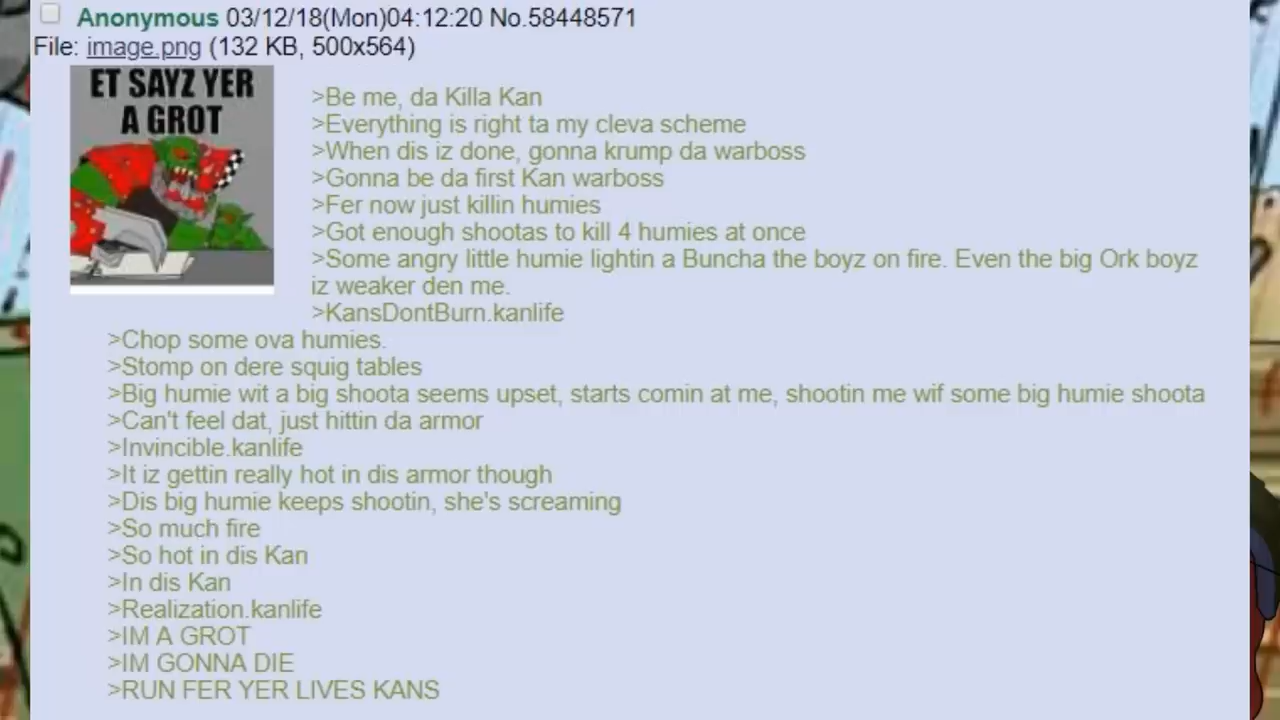 Anonymous 03/12/18(Mon)04:12:20 No.58448571
File: image.png (132 KB, 500x564)
ET SAYZ YER
A GROT
>Be me, da Killa Kan
>Everything is right ta my cleva scheme
>When dis iz done, gonna krump da warboss
>Gonna be da first Kan warboss
>Fer now just killin humies
>Got enough shootas to kill 4 humies at once
>Some angry little humie lightin a Buncha the boyz on fire. Even the big Ork boyz
iz weaker den me.
>KansDontBurn.kanlife
>Chop some ova humies.
>Stomp on dere squig tables
>Big humie wit a big shoota seems upset, starts comin at me, shootin me wif some big humie shoota
>Can't feel dat, just hittin da armor
>Invincible.kanlife
>It iz gettin really hot in dis armor though
>Dis big humie keeps shootin, she's screaming
>So much fire
>So hot in dis Kan
>In dis Kan
>Realization.kanlife
>IM A GROT
>IM GONNA DIE
>RUN FER YER LIVES KANS